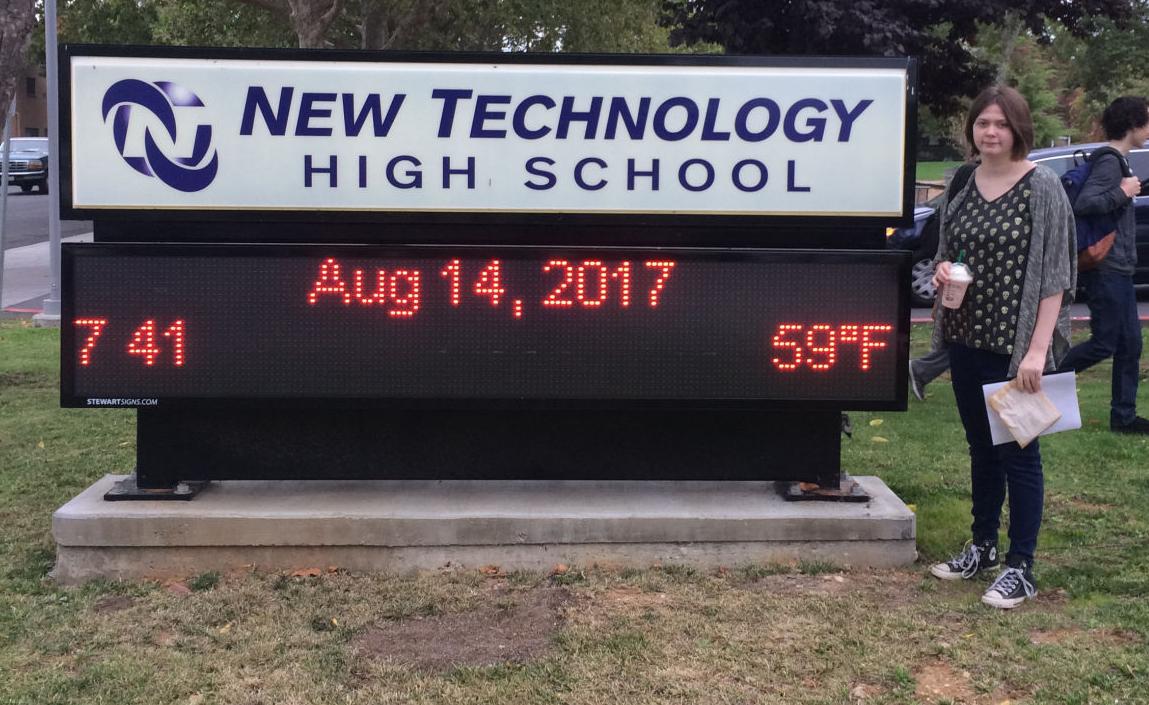 NEW TECHNOLOGY
HIGH SCHOOL
Aug 14, 2017
7 41 59°F
STEWARTSIGNS.COM